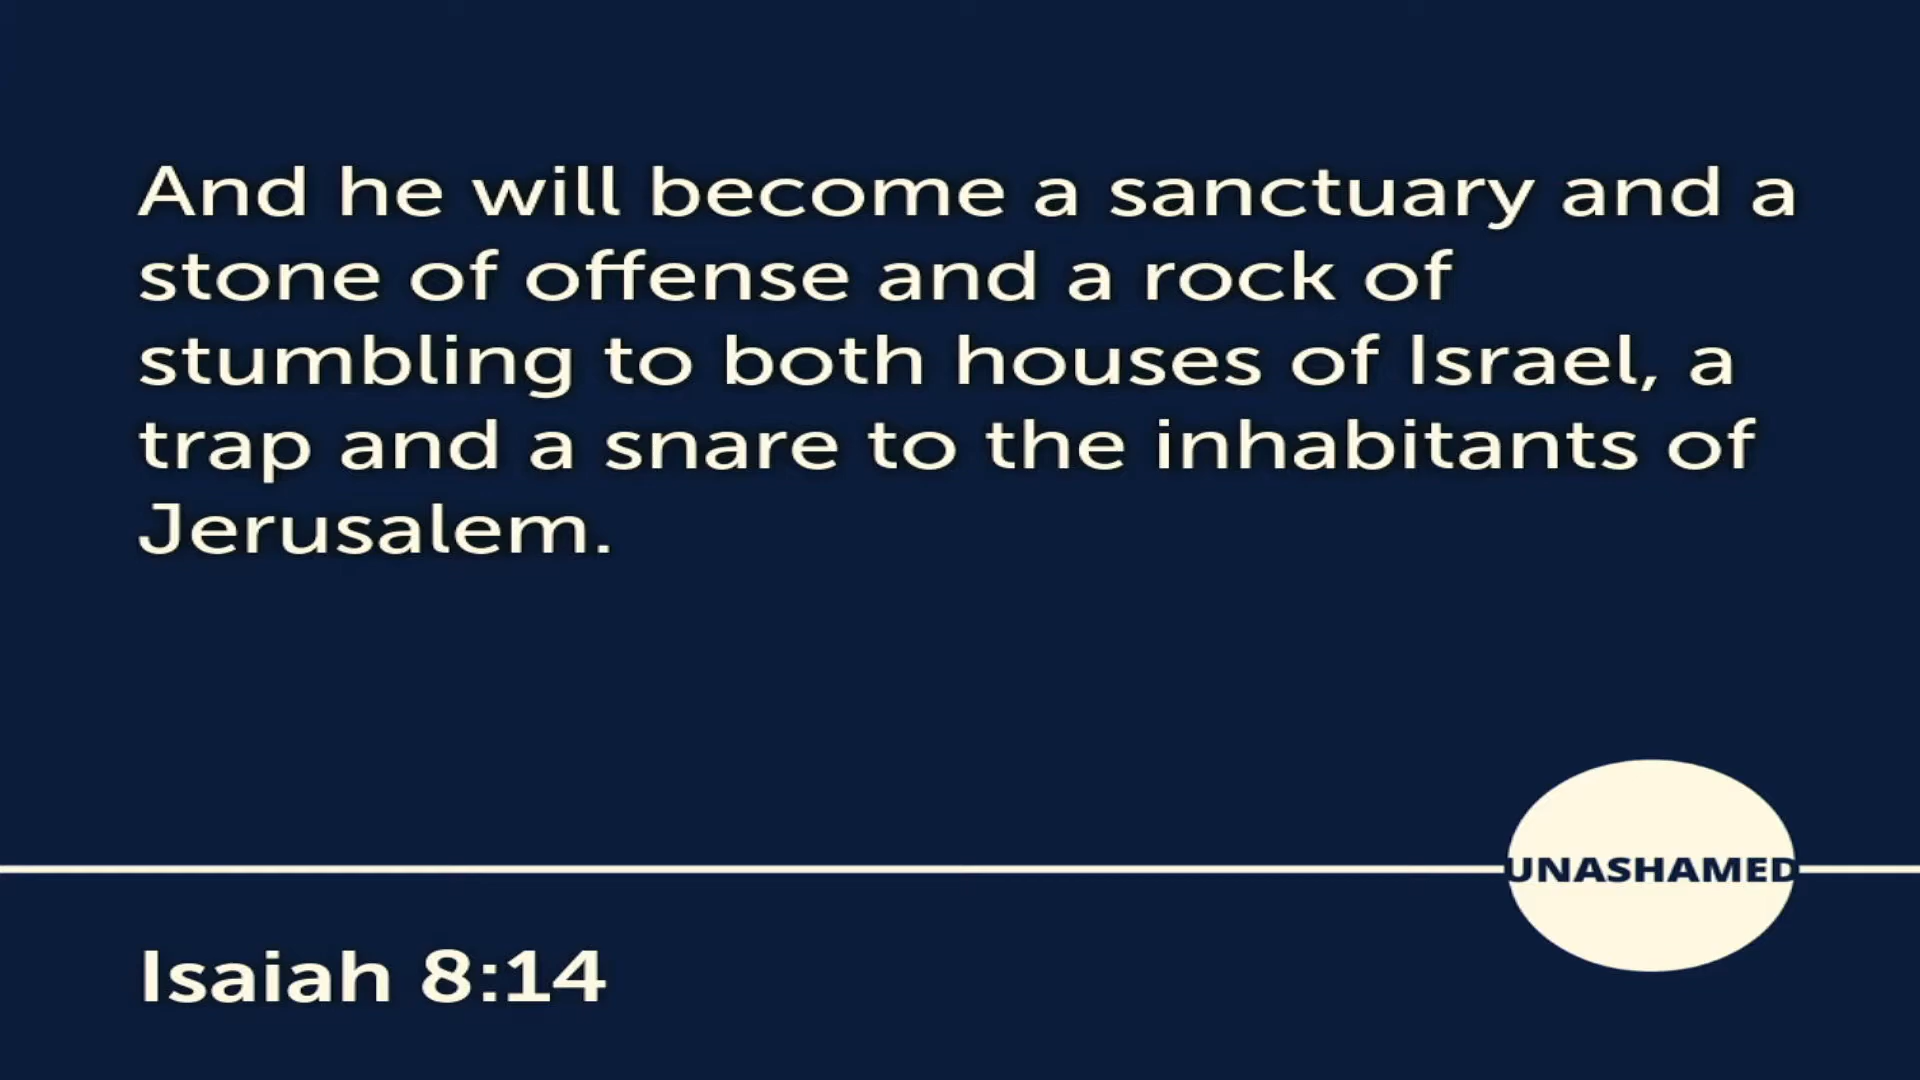 And he will become a sanctuary and a
stone of offense and a rock of
stumbling to both houses of Israel, a
trap and a snare to the inhabitants of
Jerusalem.
UNASHAMED
Isaiah 8:14